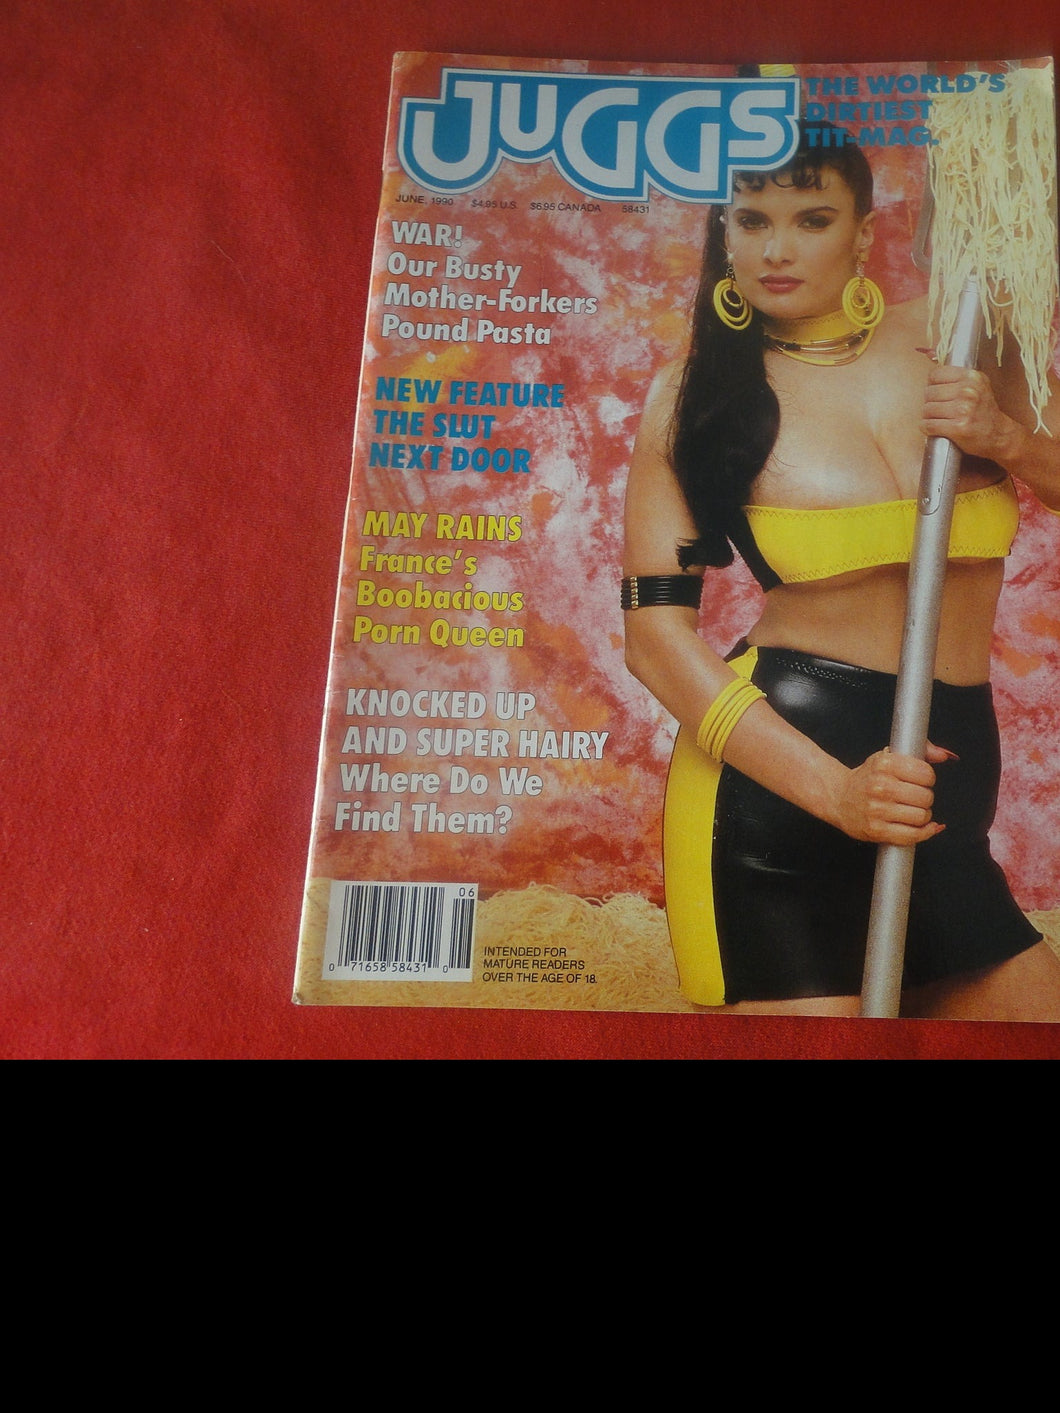 JUGGS
THE WORLD'S
DIRTIEST
TIT-MAG.
JUNE, 1990 $4.95 U.S. $6.95 CANADA 58431
WAR!
Our Busty
Mother-Forkers
Pound Pasta
NEW FEATURE
THE SLUT
NEXT DOOR
MAY RAINS
France's
Boobacious
Porn Queen
KNOCKED UP
AND SUPER HAIRY
Where Do We
Find Them?
06
0 71658 58431 0
INTENDED FOR
MATURE READERS
OVER THE AGE OF 18.